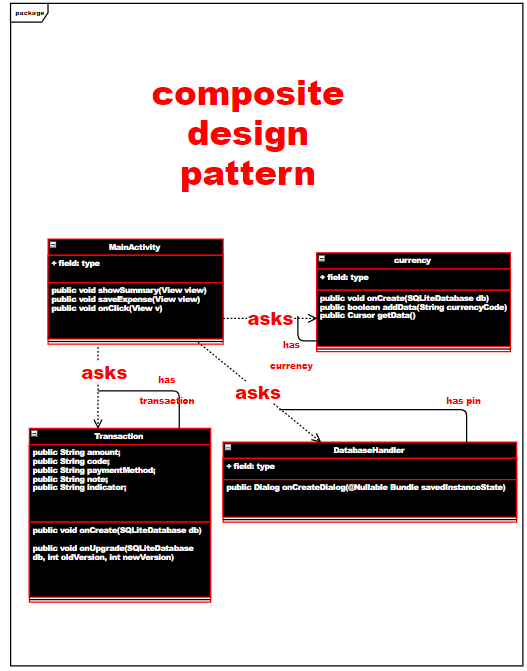 package
composite
design
pattern
MainActivity
+ field: type
public void showSummary(View view)
public void saveExpense(View view)
public void onClick(View v)
currency
+ field: type
public void onCreate(SQLiteDatabase db)
public boolean addData(String currencyCode)
public Cursor getData()
asks
has
currency
asks
has
transaction
asks
has pin
Transaction
public String amount;
public String code;
public String paymentMethod;
public String note;
public String indicator;
public void onCreate(SQLiteDatabase db)
public void onUpgrade(SQLiteDatabase
db, int oldVersion, int newVersion)
DatabaseHandler
+ field: type
public Dialog onCreateDialog(@Nullable Bundle savedInstanceState)